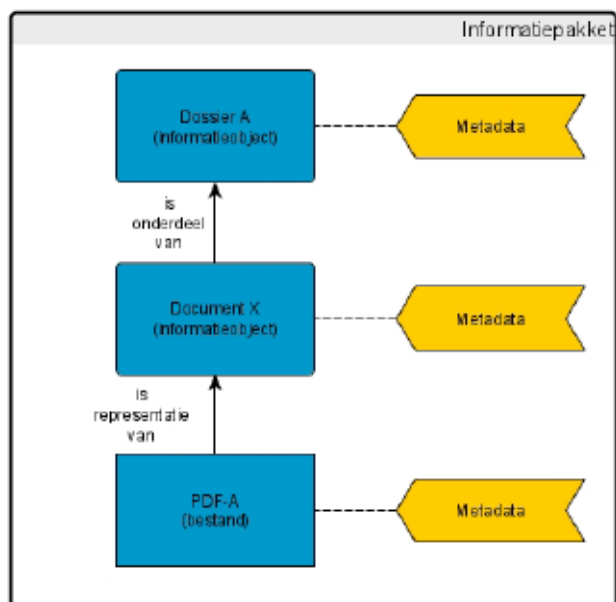 Informatiepakket
Dossier A
(informatieobject)
Metadata
is
onderdeel
van
Document X
(informatieobject)
Metadata
is
representatie
van
PDF-A
(bestand)
Metadata